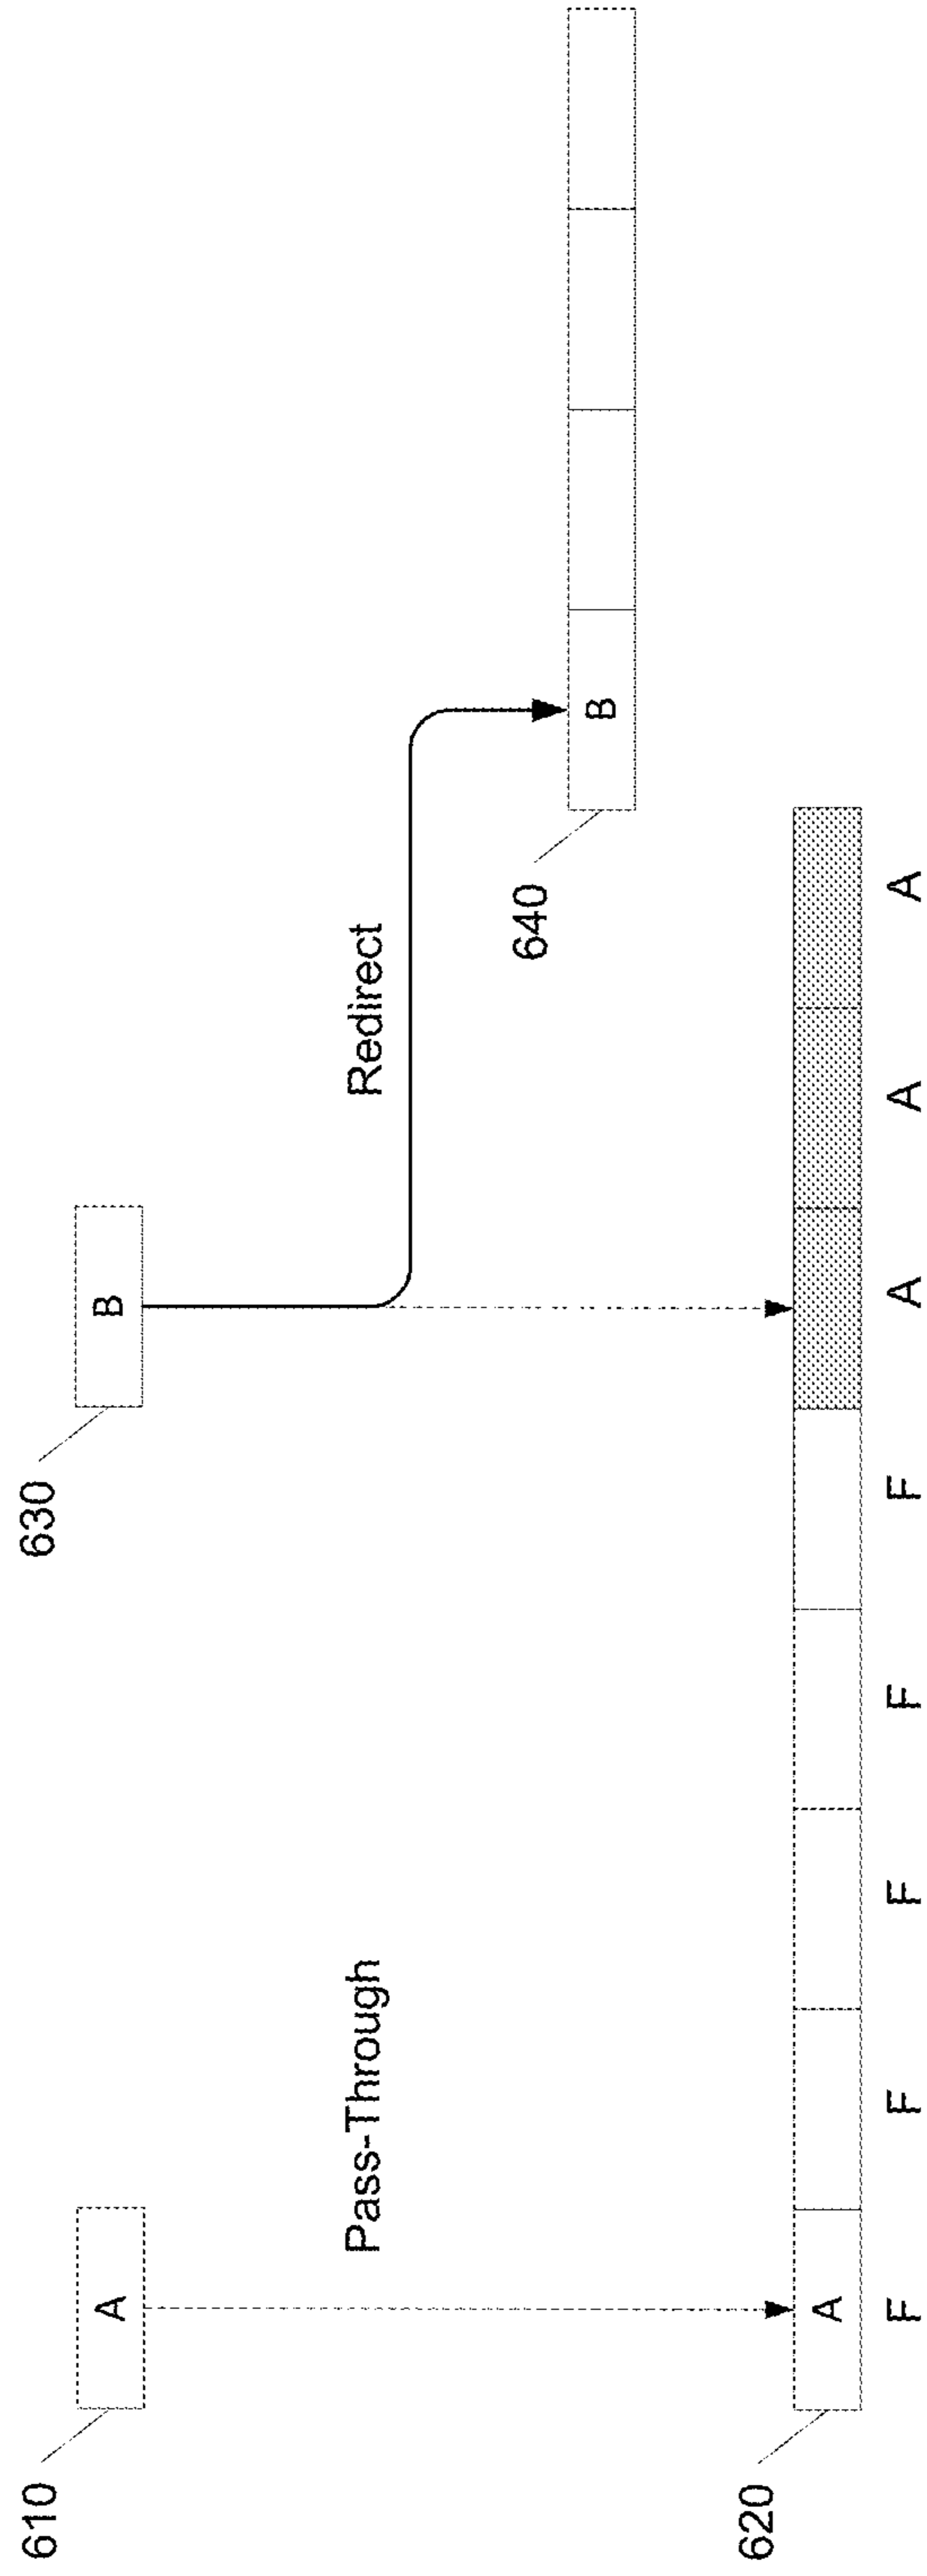 610 630
A B
Pass-Through Redirect
640
B
620
A
F F F F F A A A